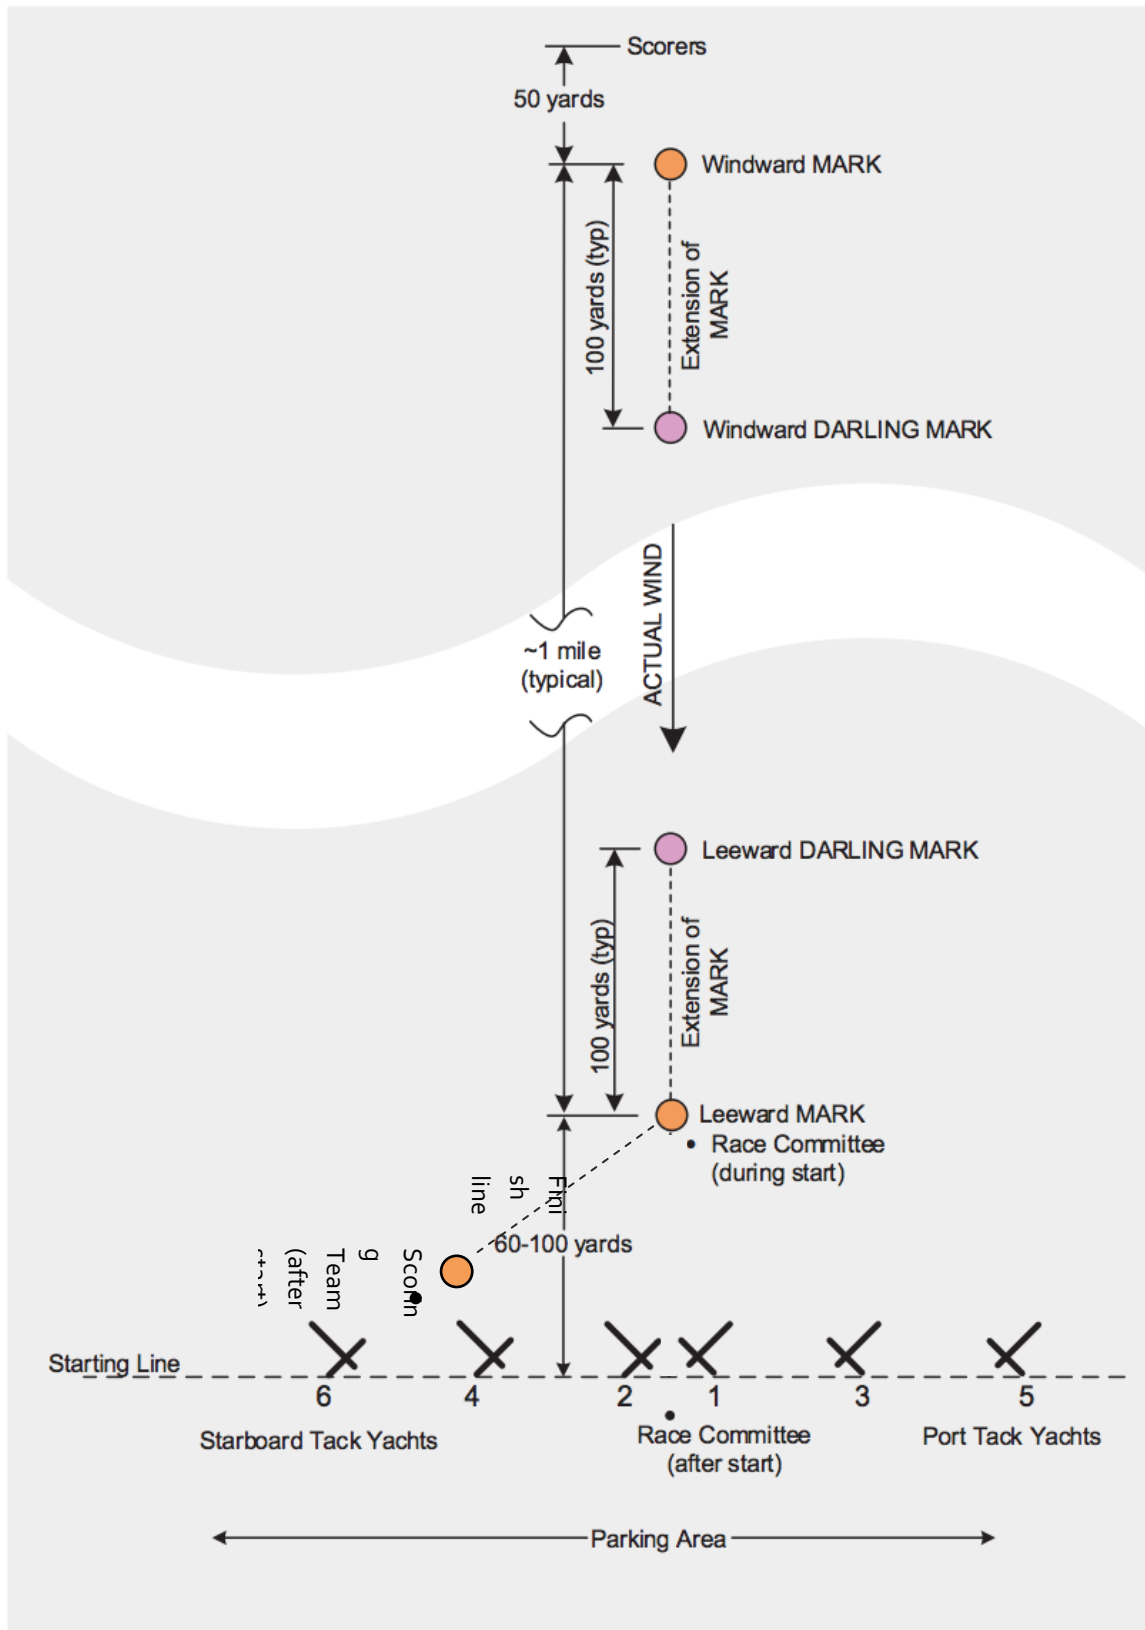 Scorers
50 yards
Windward MARK
100 yards (typ)
Extension of
MARK
Windward DARLING MARK
ACTUAL WIND
~1 mile
(typical)
Leeward DARLING MARK
100 yards (typ)
Extension of
MARK
Leeward MARK
• Race Committee
(during start)
Fini
sh
line
60-100 yards
Scorin
g
Team
(after
Starting Line
6 4 2 1 3 5
Starboard Tack Yachts
Race Committee
(after start)
Port Tack Yachts
Parking Area